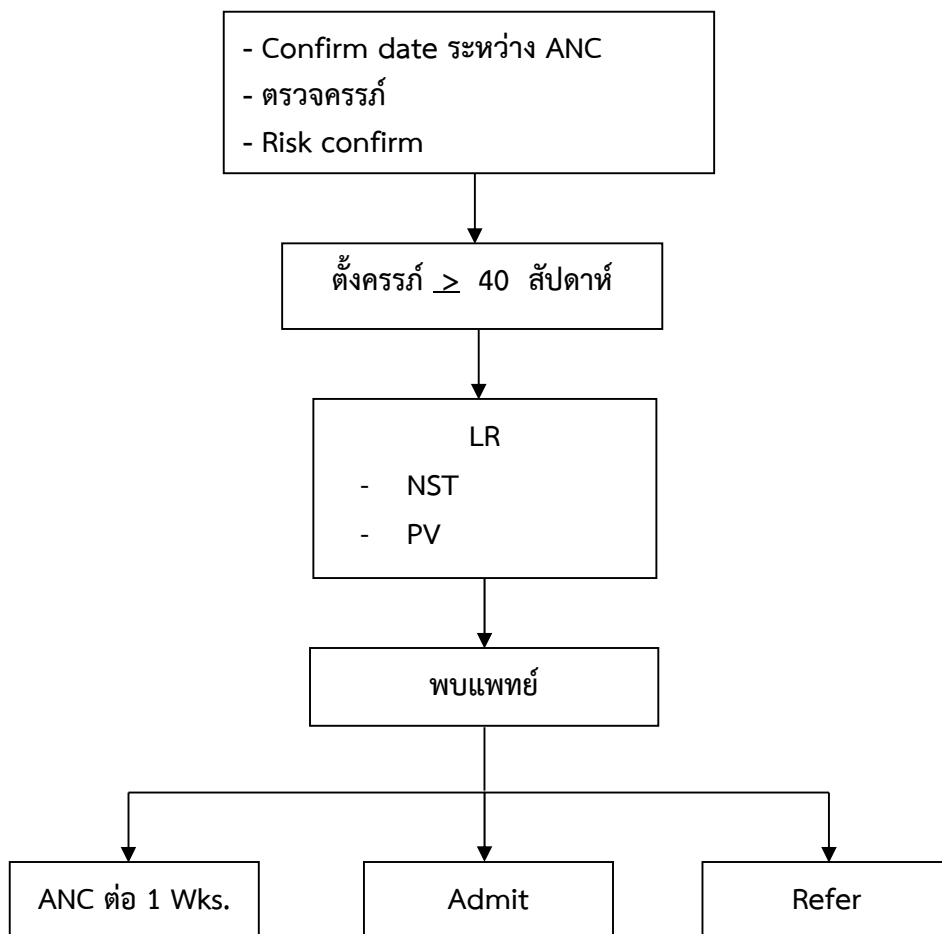 - Confirm date ระหว่าง ANC
- ตรวจครรภ์
- Risk confirm
ตั้งครรภ์ ≥ 40 สัปดาห์
LR
- NST
- PV
พบแพทย์
ANC ต่อ 1 Wks.
Admit
Refer